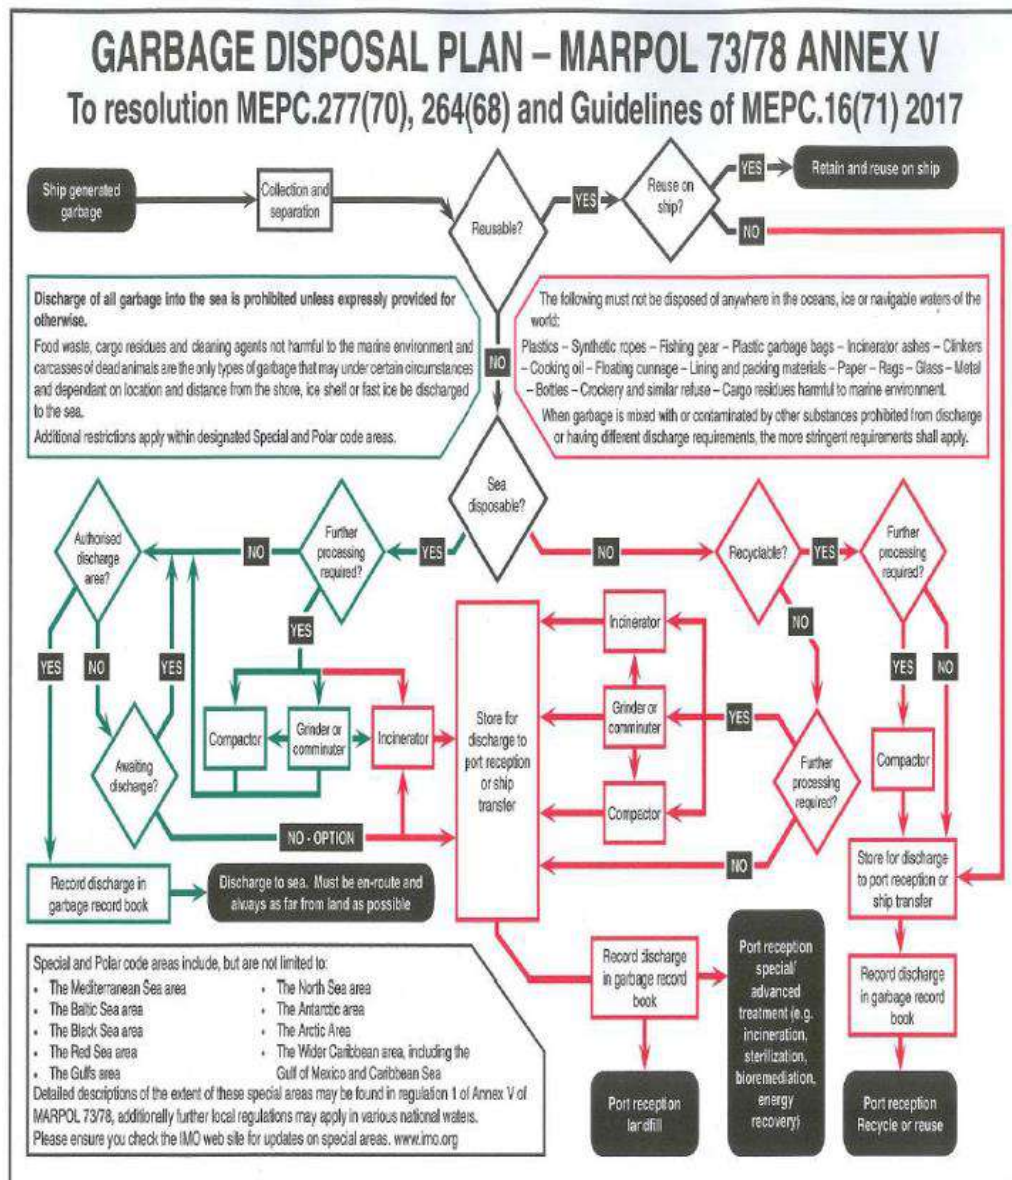 GARBAGE DISPOSAL PLAN – MARPOL 73/78 ANNEX V
To resolution MEPC.277(70), 264(68) and Guidelines of MEPC.16(71) 2017
Ship generated
garbage
Collection and
separation
Reusable?
YES
Reuse on
ship?
YES
Retain and reuse on ship
NO
Discharge of all garbage into the sea is prohibited unless expressly provided for
otherwise.
Food waste, cargo residues and cleaning agents not harmful to the marine environment and
carcasses of dead animals are the only types of garbage that may under certain circumstances
and dependant on location and distance from the shore, ice shelf or fast ice be discharged
to the sea.
Additional restrictions apply within designated Special and Polar code areas.
NO
The following must not be disposed of anywhere in the oceans, ice or navigable waters of the
world:
Plastics – Synthetic ropes – Fishing gear – Plastic garbage bags – Incinerator ashes – Clinkers
– Cooking oil – Floating cunnage – Lining and packing materials – Paper – Rags – Glass – Metal
– Bottles – Crockery and similar refuse – Cargo residues harmful to marine environment.
When garbage is mixed with or contaminated by other substances prohibited from discharge
or having different discharge requirements, the more stringent requirements shall apply.
Sea
disposable?
Authorised
discharge
area?
NO
Further
processing
required?
YES
NO
Recyclable?
YES
Further
processing
required?
YES
NO
YES
YES
NO
YES
NO
Compactor
Grinder or
comminuter
Incinerator
Store for
discharge to
port reception
or ship
transfer
Incinerator
Grinder or
comminuter
Compactor
YES
Further
processing
required?
NO
Compactor
Awaiting
discharge?
NO - OPTION
Record discharge in
garbage record book
Discharge to sea. Must be en-route and
always as far from land as possible
Store for discharge
to port reception or
ship transfer
Special and Polar code areas include, but are not limited to:
• The Mediterranean Sea area
• The Baltic Sea area
• The Black Sea area
• The Red Sea area
• The Gulfs area
• The North Sea area
• The Antarctic area
• The Arctic Area
• The Wider Caribbean area, including the
Gulf of Mexico and Caribbean Sea
Detailed descriptions of the extent of these special areas may be found in regulation 1 of Annex V of
MARPOL 73/78, additionally further local regulations may apply in various national waters.
Please ensure you check the IMO web site for updates on special areas. www.imo.org
Record discharge
in garbage record
book
Port reception
special/
advanced
treatment (e.g.
incineration,
sterilization,
bioremediation,
energy
recovery)
Record discharge
in garbage record
book
Port reception
landfill
Port reception
Recycle or reuse